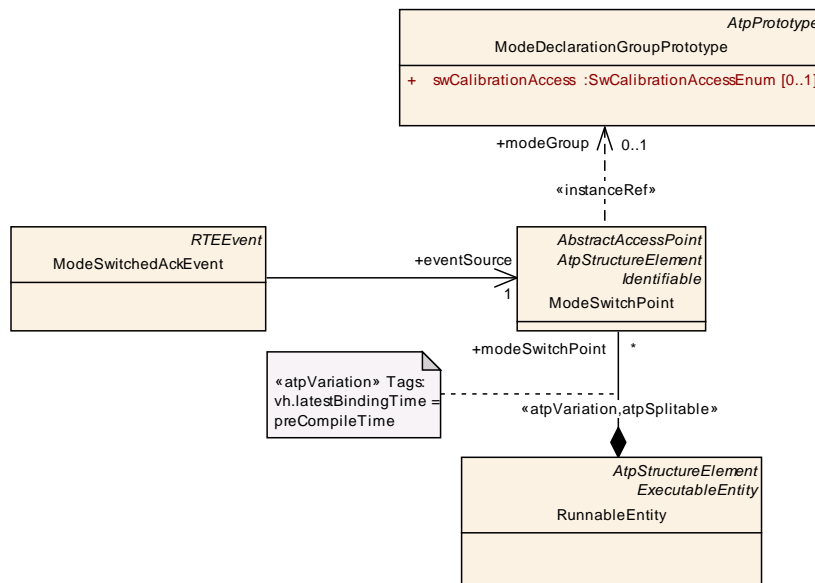 AtpPrototype
ModeDeclarationGroupPrototype
+ swCalibrationAccess :SwCalibrationAccessEnum [0..1]
+modeGroup
0..1
«instanceRef»
RTEEvent
ModeSwitchedAckEvent
+eventSource
1
AbstractAccessPoint
AtpStructureElement
Identifiable
ModeSwitchPoint
+modeSwitchPoint
*
«atpVariation» Tags:
vh.latestBindingTime =
preCompileTime
«atpVariation,atpSplitable»
AtpStructureElement
ExecutableEntity
RunnableEntity